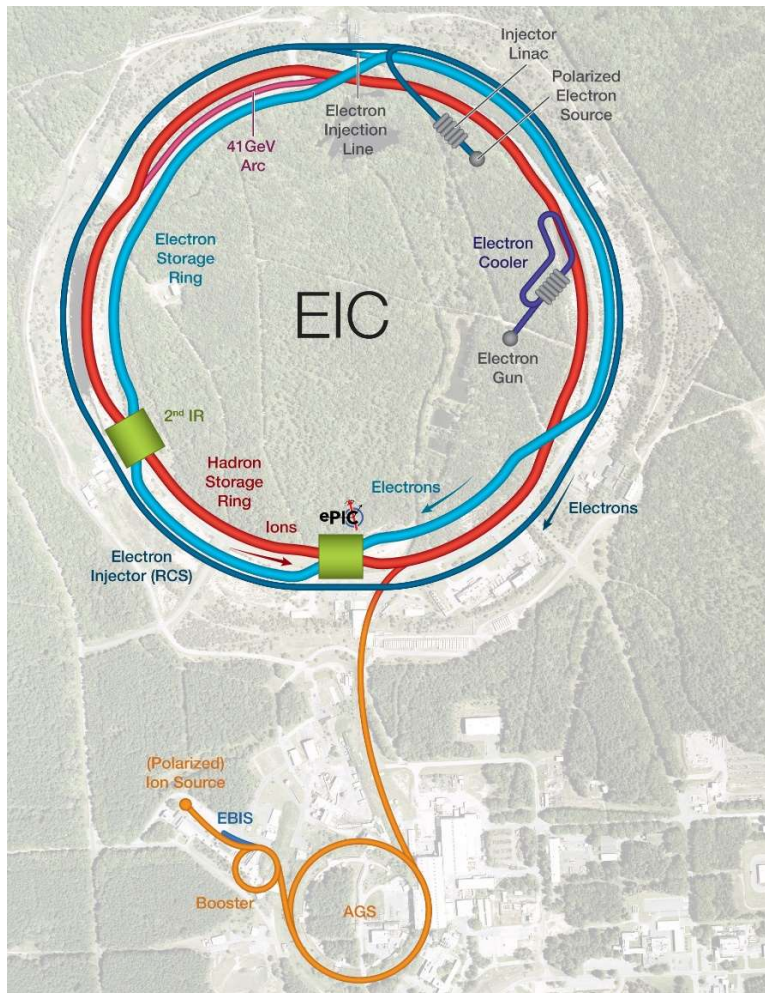 Injector
Linac
Polarized
Electron
Source
Electron
Injection
Line
41GeV
Arc
Electron
Storage
Ring
Electron
Cooler
EIC
Electron
Gun
2nd IR
Hadron
Storage
Ring
Electrons
Electrons
ePIC
Ions
Electron
Injector (RCS)
(Polarized)
Ion Source
EBIS
Booster
AGS